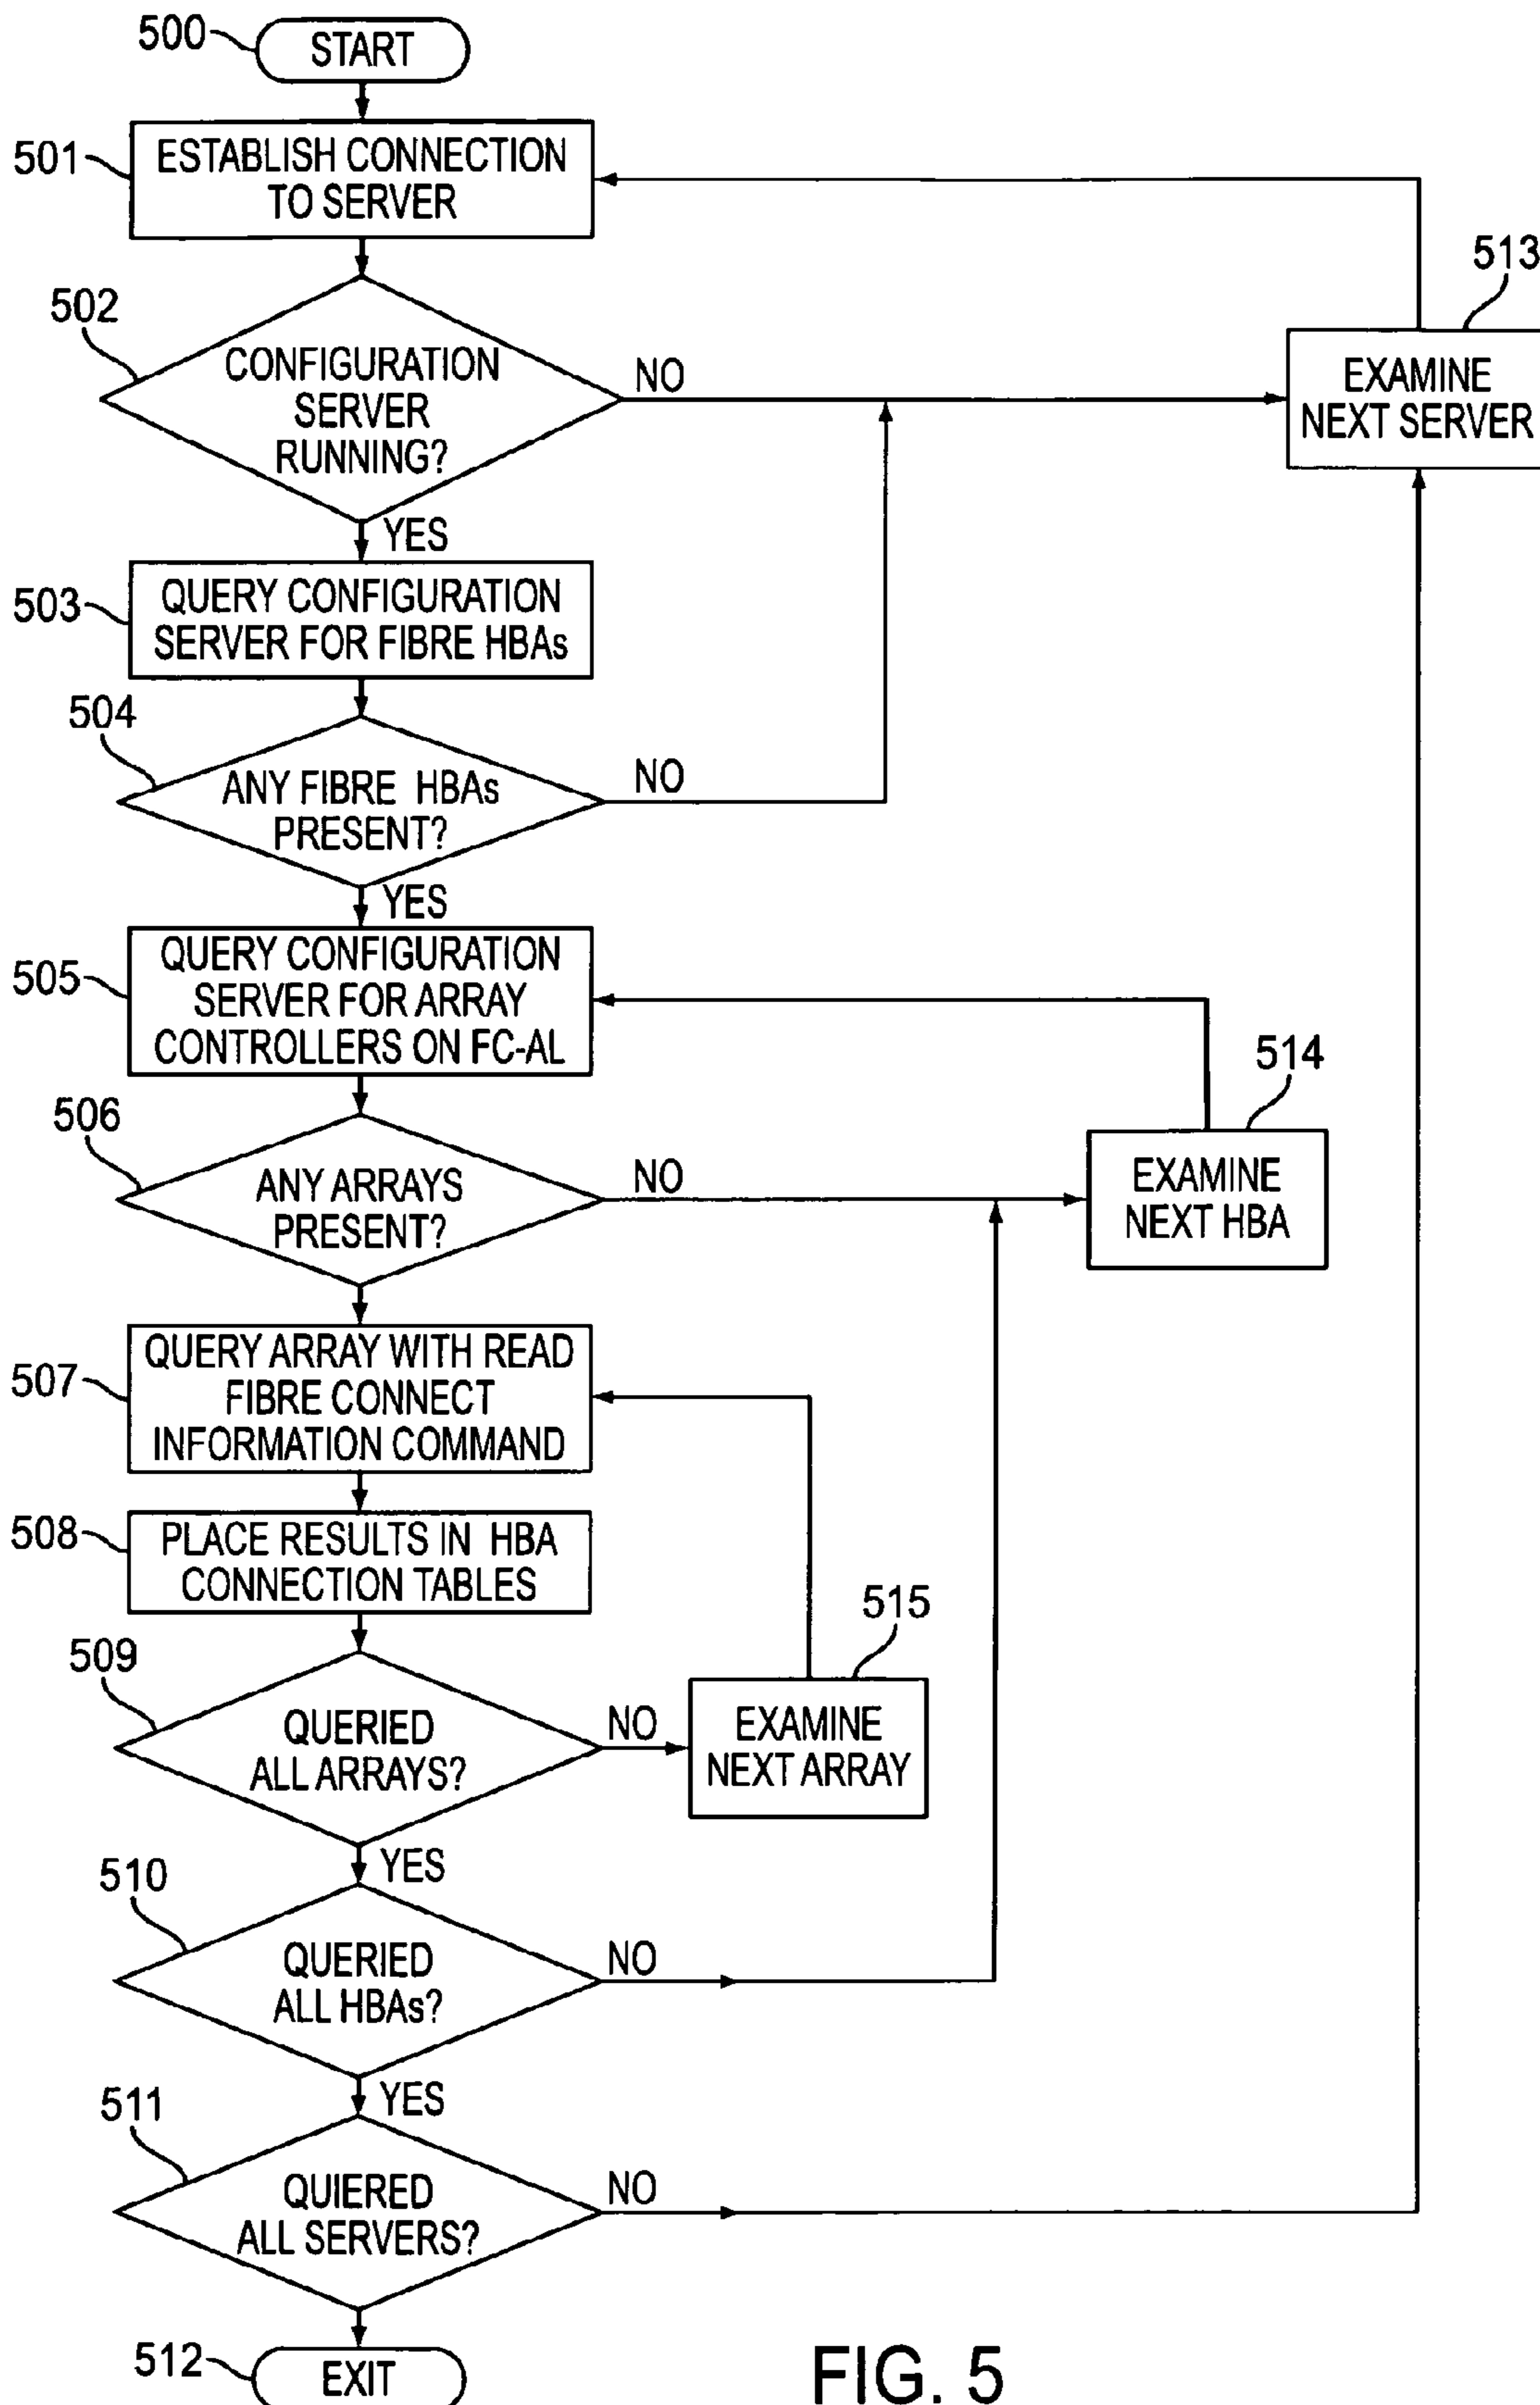 500
START
501
ESTABLISH CONNECTION
TO SERVER
513
502
CONFIGURATION
SERVER
RUNNING?
NO
EXAMINE
NEXT SERVER
YES
503
QUERY CONFIGURATION
SERVER FOR FIBRE HBAs
504
ANY FIBRE HBAs
PRESENT?
NO
YES
505
QUERY CONFIGURATION
SERVER FOR ARRAY
CONTROLLERS ON FC-AL
514
506
ANY ARRAYS
PRESENT?
NO
EXAMINE
NEXT HBA
507
QUERY ARRAY WITH READ
FIBRE CONNECT
INFORMATION COMMAND
508
PLACE RESULTS IN HBA
CONNECTION TABLES
515
509
QUERIED
ALL ARRAYS?
NO
EXAMINE
NEXT ARRAY
YES
510
QUERIED
ALL HBAs?
NO
YES
511
QUIERED
ALL SERVERS?
NO
512
EXIT
FIG. 5